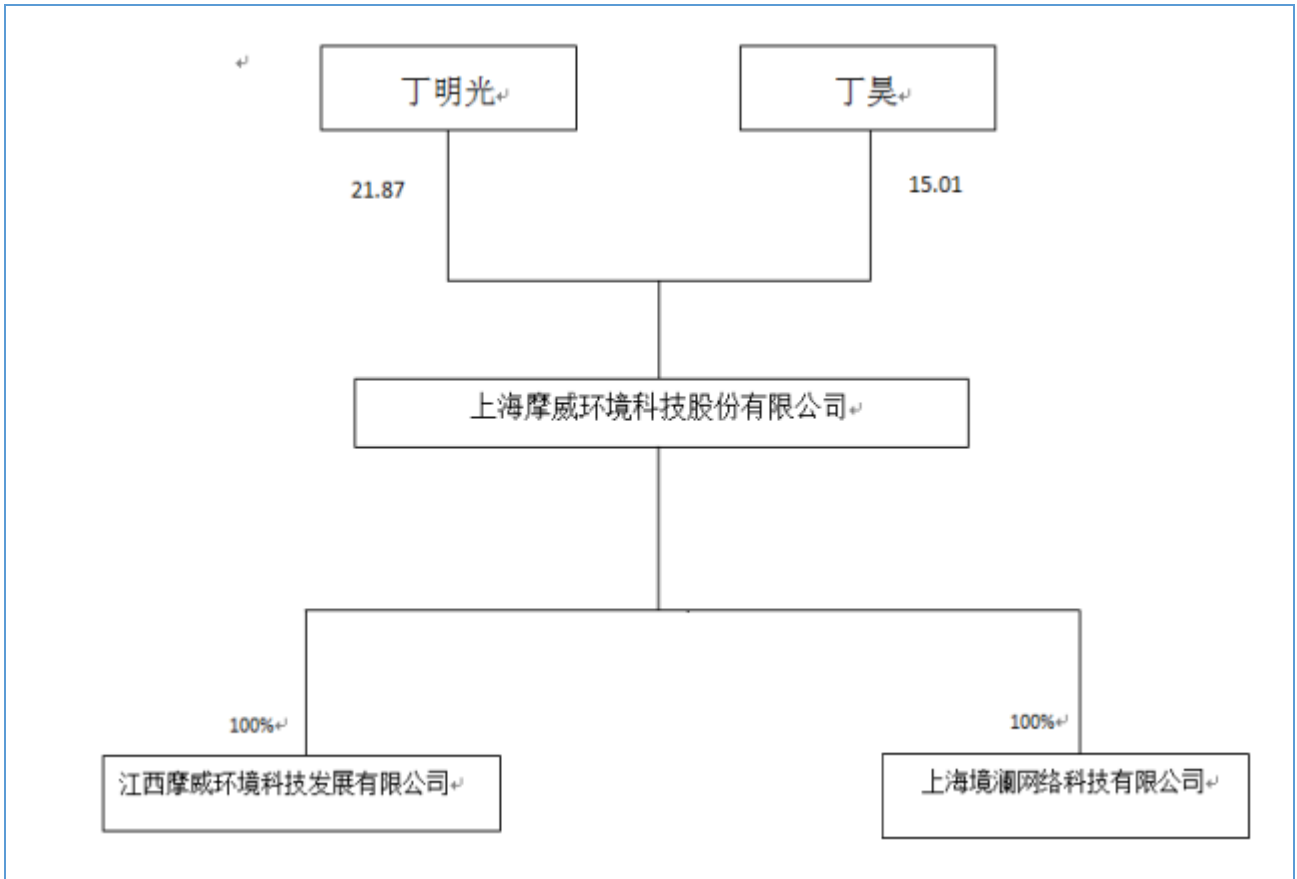 丁明光
丁昊
21.87
15.01
上海摩威环境科技股份有限公司
100%
100%
江西摩威环境科技发展有限公司
上海境澜网络科技有限公司